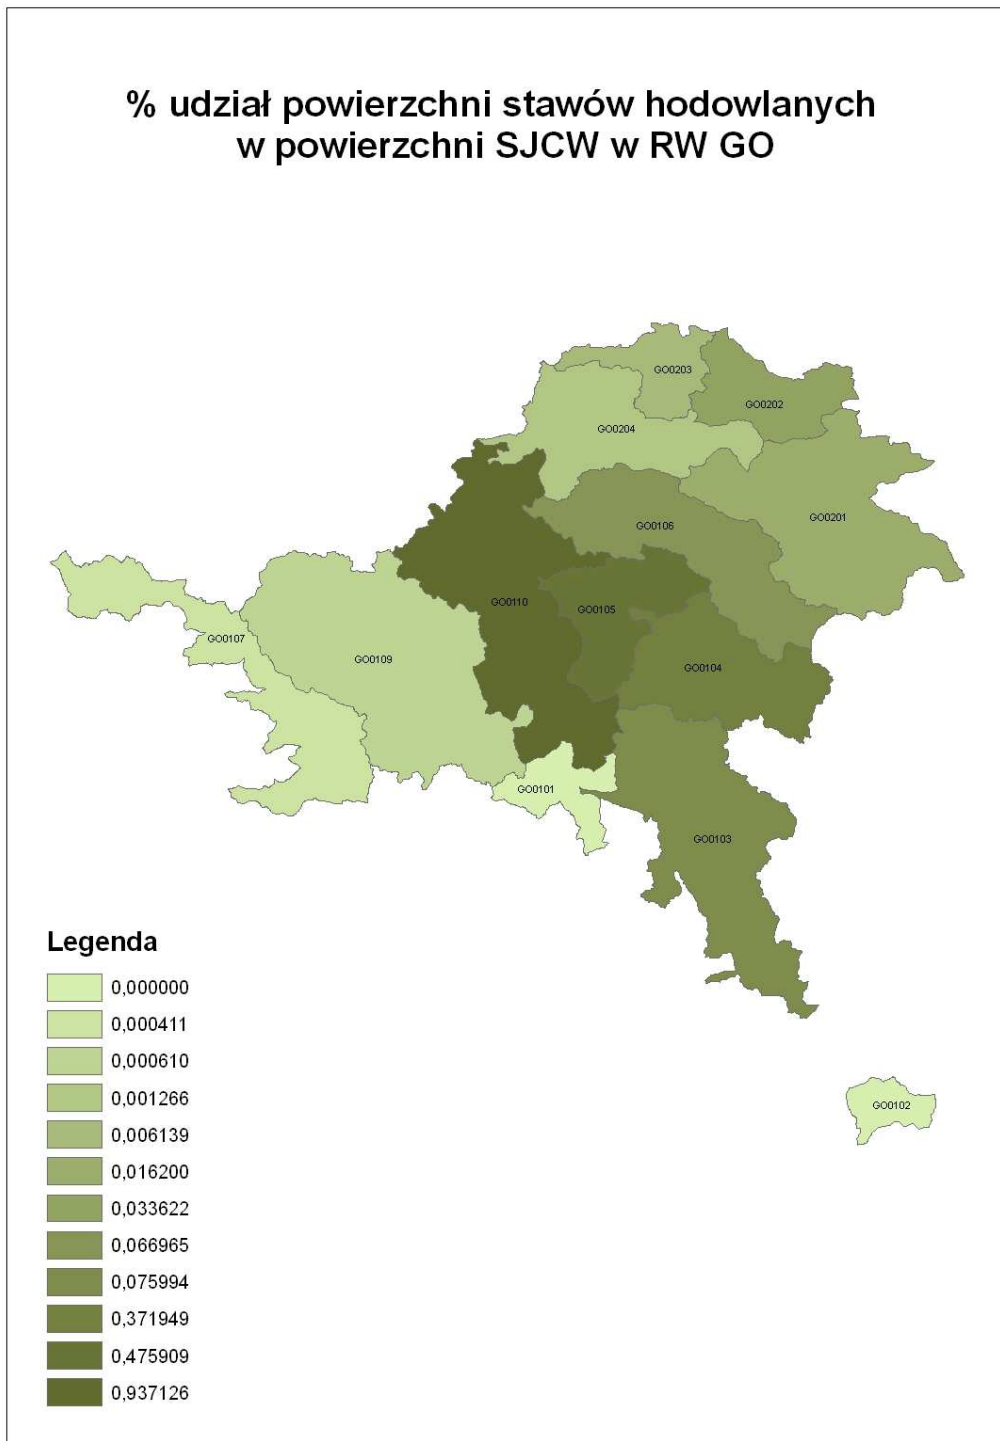 % udział powierzchni stawów hodowlanych
w powierzchni SJCW w RW GO
GO0203
GO0202
GO0204
GO0201
GO0106
GO0110
GO0105
GO0107
GO0109
GO0104
GO0101
GO0103
GO0102
Legenda
0,000000
0,000411
0,000610
0,001266
0,006139
0,016200
0,033622
0,066965
0,075994
0,371949
0,475909
0,937126